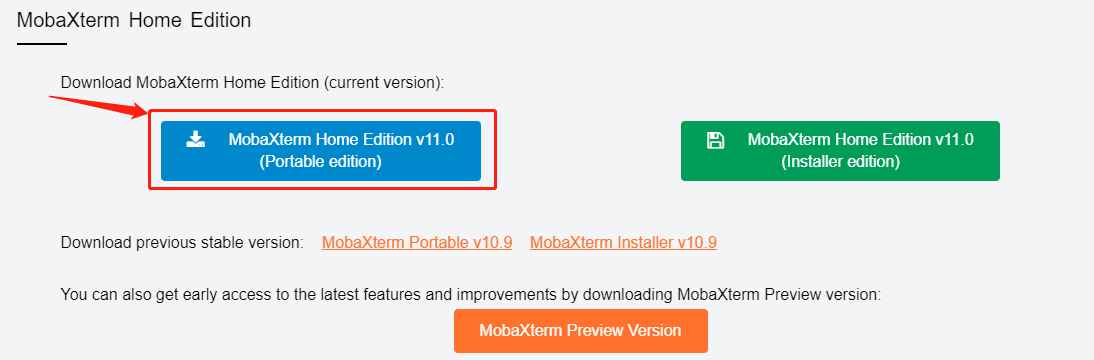 MobaXterm Home Edition
Download MobaXterm Home Edition (current version):
MobaXterm Home Edition v11.0
(Portable edition)
MobaXterm Home Edition v11.0
(Installer edition)
Download previous stable version: MobaXterm Portable v10.9 MobaXterm Installer v10.9
You can also get early access to the latest features and improvements by downloading MobaXterm Preview version:
MobaXterm Preview Version